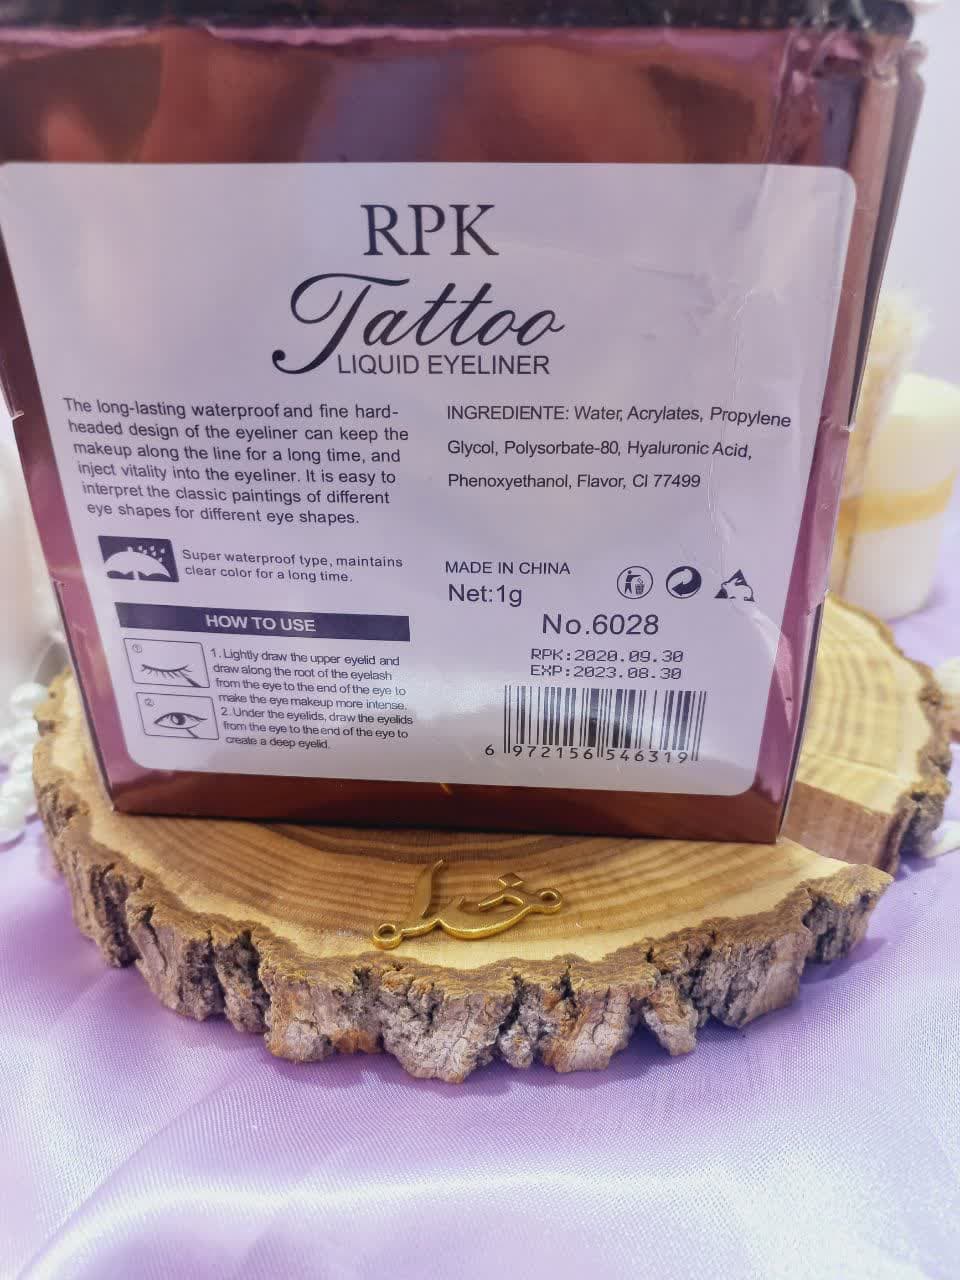 RPK
Tattoo
LIQUID EYELINER
The long-lasting waterproof and fine hard-
headed design of the eyeliner can keep the
makeup along the line for a long time, and
inject vitality into the eyeliner. It is easy to
interpret the classic paintings of different
eye shapes for different eye shapes.
Super waterproof type, maintains
clear color for a long time.
HOW TO USE
①
1.Lightly draw the upper eyelid and
draw along the root of the eyelash
from the eye to the end of the eye to
make the eye makeup more intense.
②
2.Under the eyelids, draw the eyelids
from the eye to the end of the eye to
create a deep eyelid.
INGREDIENTE: Water, Acrylates, Propylene
Glycol, Polysorbate-80, Hyaluronic Acid,
Phenoxyethanol, Flavor, CI 77499
MADE IN CHINA
Net:1g
No.6028
RPK:2020.09.30
EXP:2023.08.30
6 972156 546319
خدا